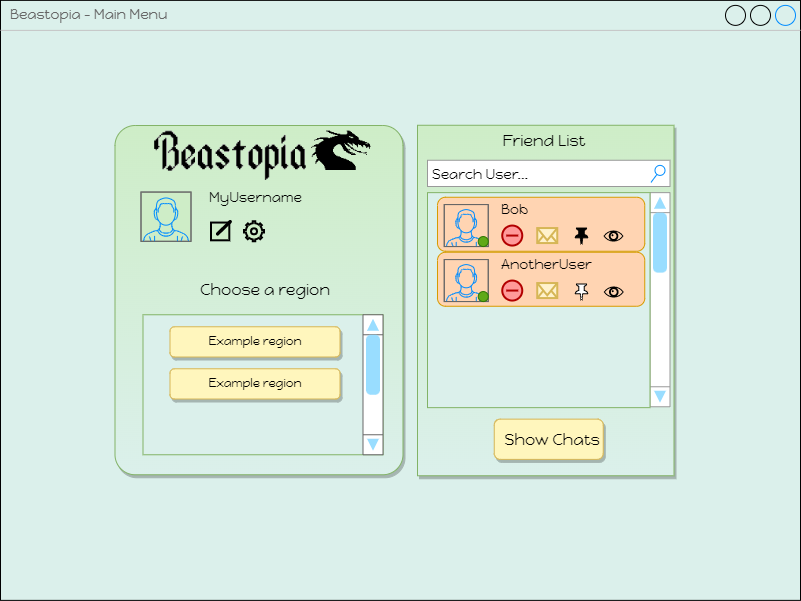 Beastopia - Main Menu
Beastopia
MyUsername
Choose a region
Example region
Example region
Friend List
Search User...
Bob
AnotherUser
Show Chats